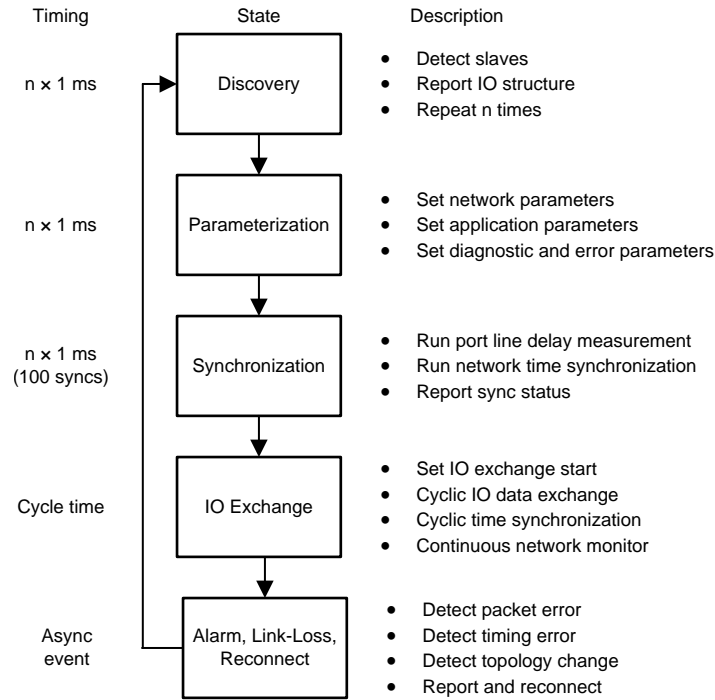 Timing State Description
n × 1 ms
Discovery
• Detect slaves
• Report IO structure
• Repeat n times
n × 1 ms
Parameterization
• Set network parameters
• Set application parameters
• Set diagnostic and error parameters
n × 1 ms
(100 syncs)
Synchronization
• Run port line delay measurement
• Run network time synchronization
• Report sync status
Cycle time
IO Exchange
• Set IO exchange start
• Cyclic IO data exchange
• Cyclic time synchronization
• Continuous network monitor
Async
event
Alarm, Link-Loss,
Reconnect
• Detect packet error
• Detect timing error
• Detect topology change
• Report and reconnect